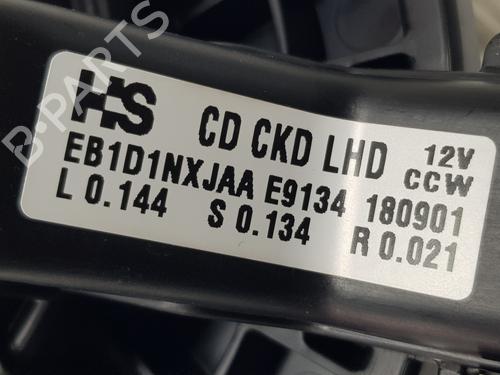 B-PARTS
HS CD CKD LHD 12V
CCW
EB1D1NXJAA E9134 180901
L 0.144 S 0.134 R 0.021